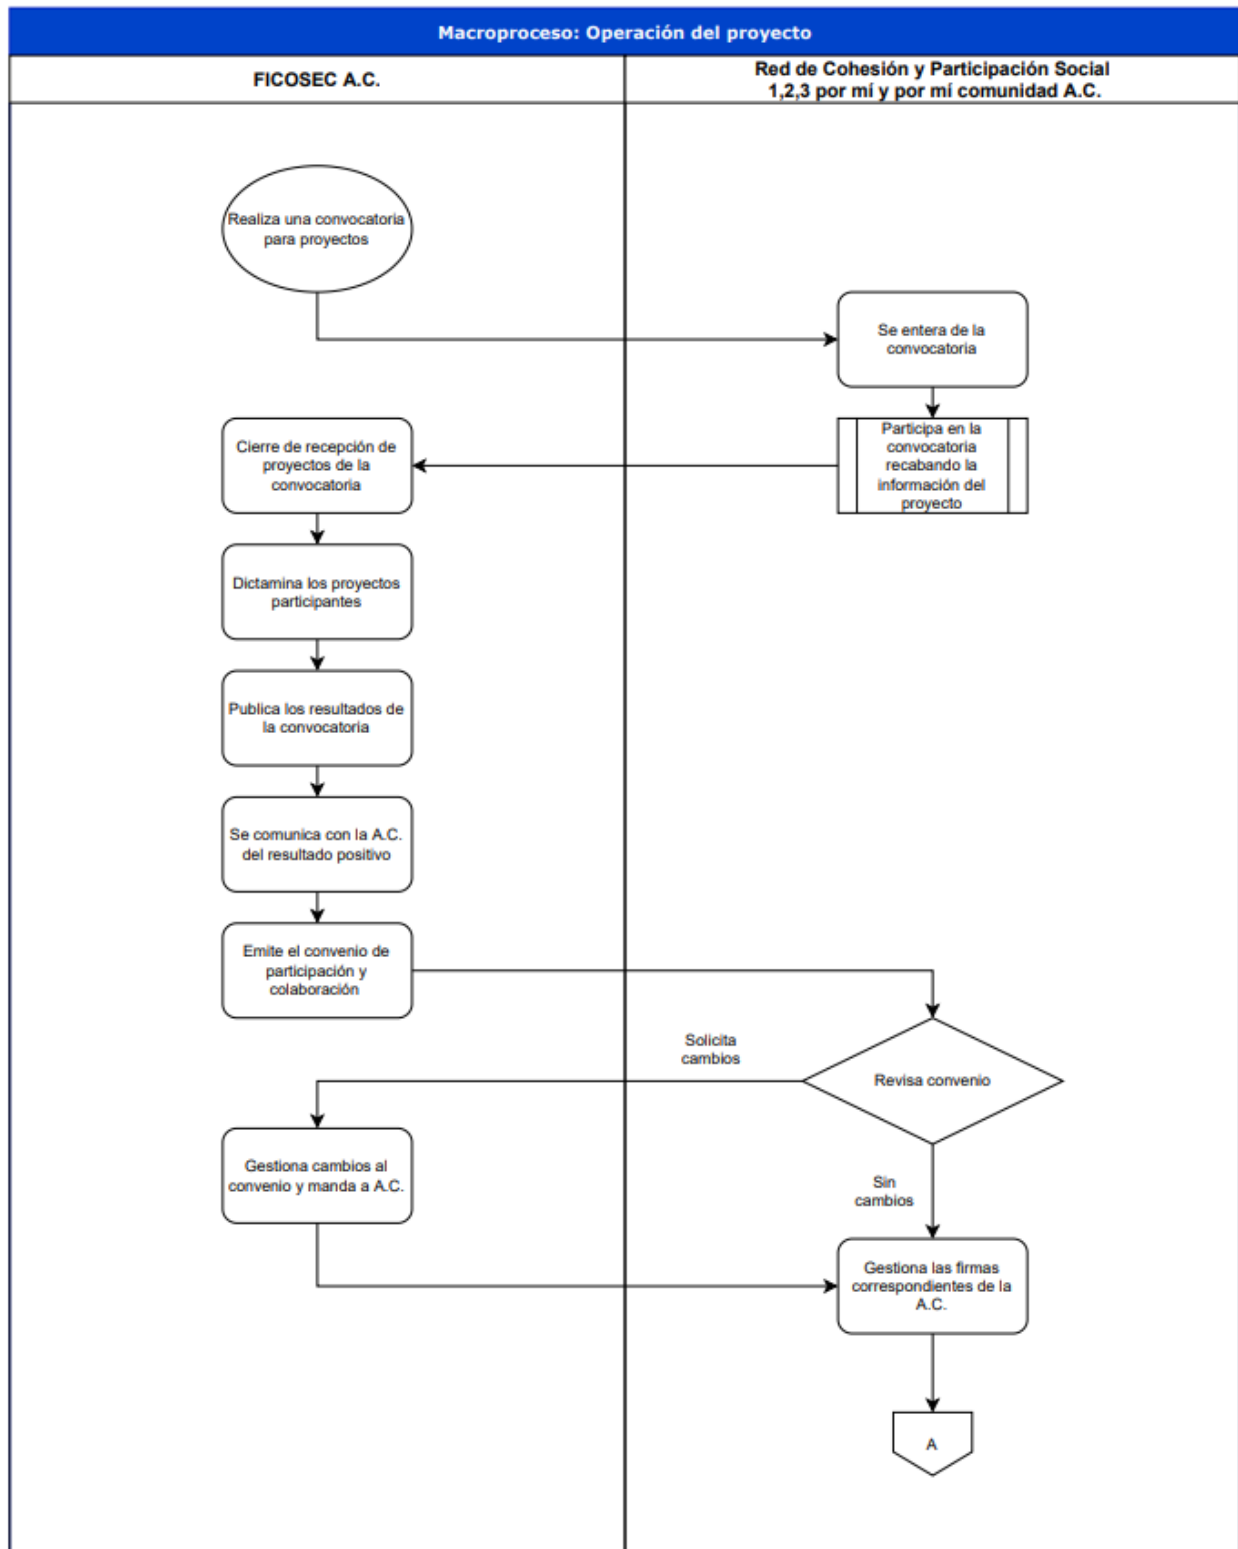 Macroproceso: Operación del proyecto
FICOSEC A.C.
Red de Cohesión y Participación Social
1,2,3 por mí y por mí comunidad A.C.
Realiza una convocatoria
para proyectos
Se entera de la
convocatoria
Participa en la
convocatoria
recabando la
información del
proyecto
Cierre de recepción de
proyectos de la
convocatoria
Dictamina los proyectos
participantes
Publica los resultados de
la convocatoria
Se comunica con la A.C.
del resultado positivo
Emite el convenio de
participación y
colaboración
Solicita
cambios
Revisa convenio
Gestiona cambios al
convenio y manda a A.C.
Sin
cambios
Gestiona las firmas
correspondientes de la
A.C.
A